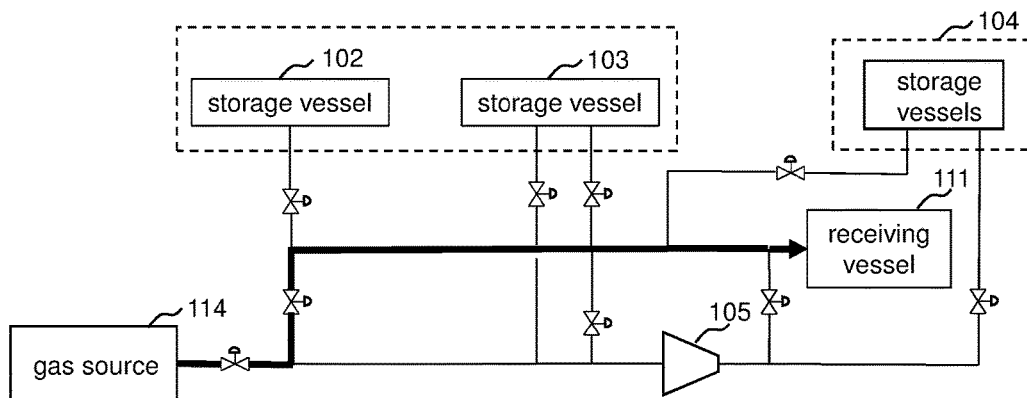 104
102
103
storage vessel
storage vessel
storage
vessels
111
receiving
vessel
114
105
gas source